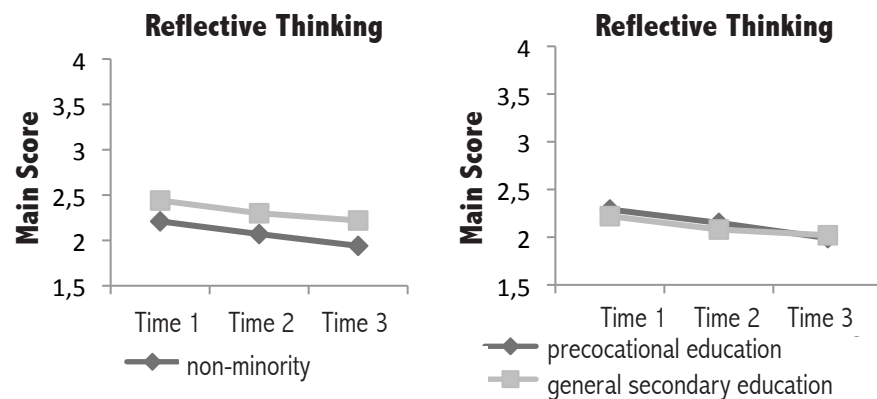 Reflective Thinking
Main Score
4
3,5
3
2,5
2
1,5
Time 1 Time 2 Time 3
non-minority
Reflective Thinking
Main Score
4
3,5
3
2,5
2
1,5
Time 1 Time 2 Time 3
precocational education
general secondary education